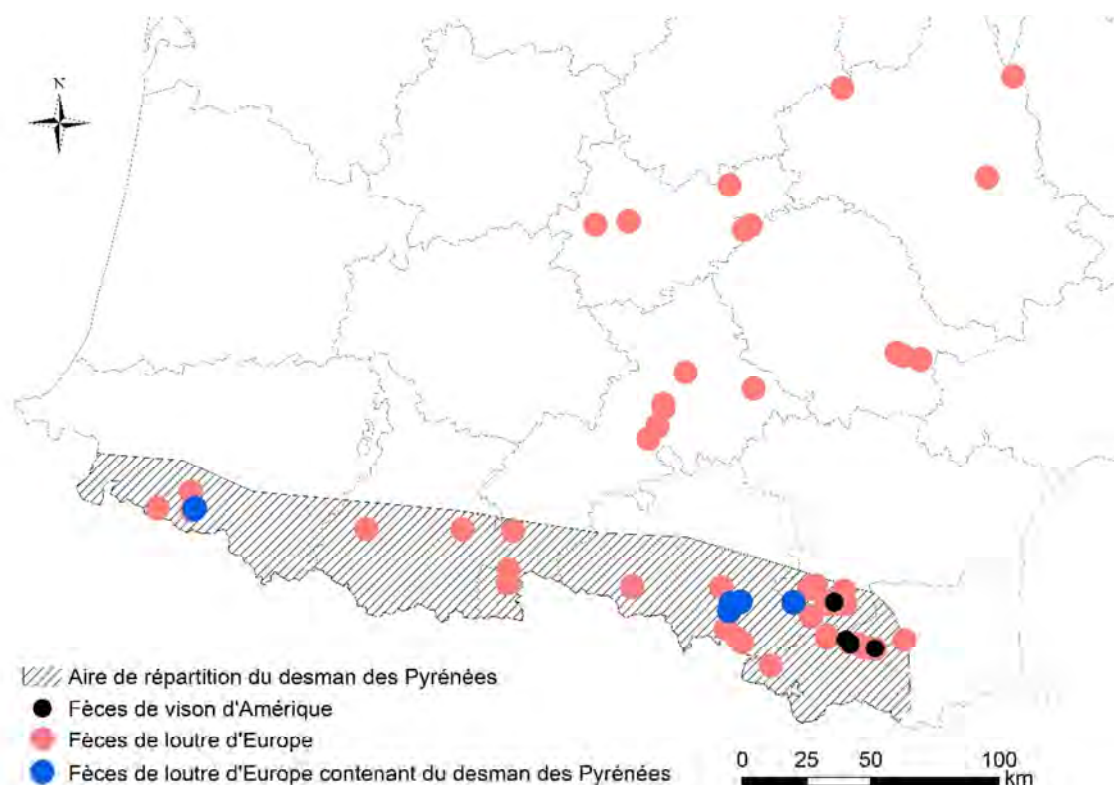 N
Aire de répartition du desman des Pyrénées
Fèces de vison d'Amérique
Fèces de loutre d'Europe
Fèces de loutre d'Europe contenant du desman des Pyrénées
0 25 50 100
km